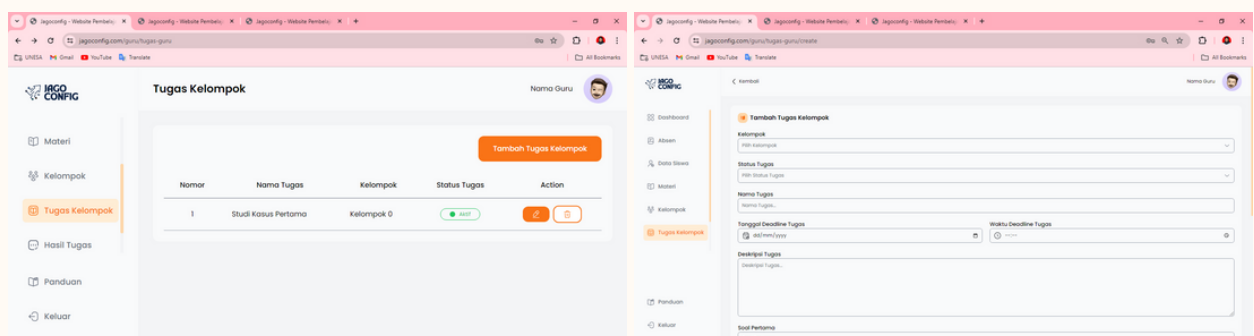 Jagoconfig - Website Pembelaj
Jagoconfig - Website Pembelaj
Jagoconfig - Website Pembelaj
jagoconfig.com/guru/tugas-guru
UNESA
Gmail
YouTube
Translate
All Bookmarks
JAGO
CONFIG
Tugas Kelompok
Nama Guru
Materi
Kelompok
Tugas Kelompok
Hasil Tugas
Panduan
Keluar
Tambah Tugas Kelompok
Nomor Nama Tugas Kelompok Status Tugas Action
1 Studi Kasus Pertama Kelompok 0 Aktif
Jagoconfig - Website Pembelaj
Jagoconfig - Website Pembelaj
Jagoconfig - Website Pembelaj
jagoconfig.com/guru/tugas-guru/create
UNESA
Gmail
YouTube
Translate
All Bookmarks
JAGO
CONFIG
Kembali
Nama Guru
Dashboard
Absen
Data Siswa
Materi
Kelompok
Tugas Kelompok
Panduan
Keluar
Tambah Tugas Kelompok
Kelompok
Pilih Kelompok
Status Tugas
Pilih Status Tugas
Nama Tugas
Nama Tugas...
Tanggal Deadline Tugas
dd/mm/yyyy
Waktu Deadline Tugas
--:--
Deskripsi Tugas
Deskripsi Tugas...
Soal Pertama